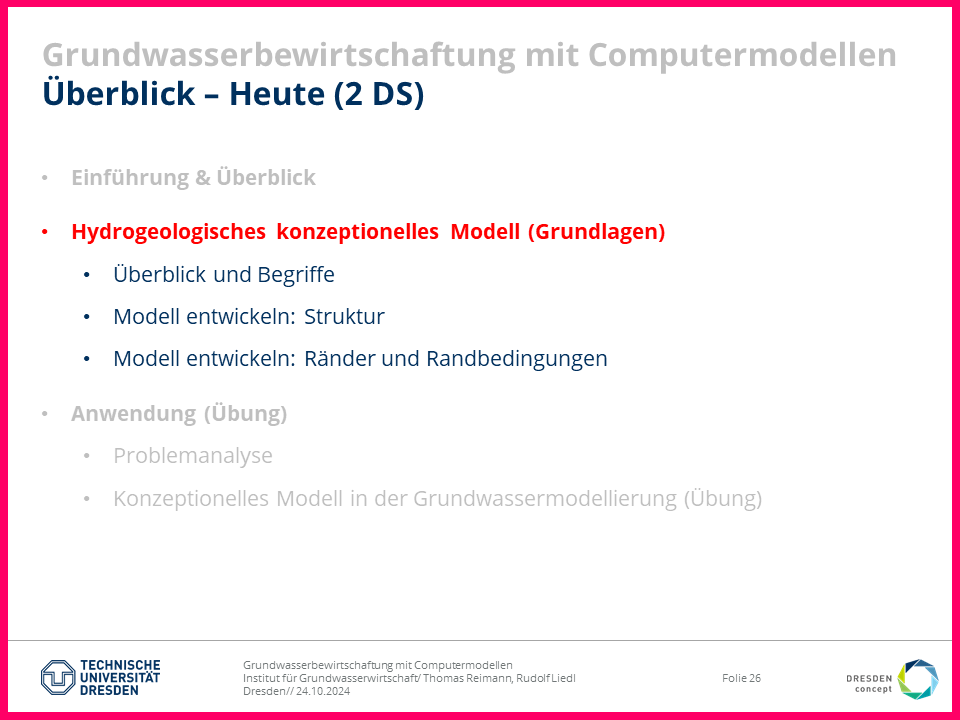 Grundwasserbewirtschaftung mit Computermodellen
Überblick – Heute (2 DS)
• Einführung & Überblick
• Hydrogeologisches konzeptionelles Modell (Grundlagen)
• Überblick und Begriffe
• Modell entwickeln: Struktur
• Modell entwickeln: Ränder und Randbedingungen
• Anwendung (Übung)
• Problemanalyse
• Konzeptionelles Modell in der Grundwassermodellierung (Übung)
TECHNISCHE
UNIVERSITÄT
DRESDEN
Grundwasserbewirtschaftung mit Computermodellen
Institut für Grundwasserwirtschaft/ Thomas Reimann, Rudolf Liedl
Dresden// 24.10.2024
Folie 26
DRESDEN
concept